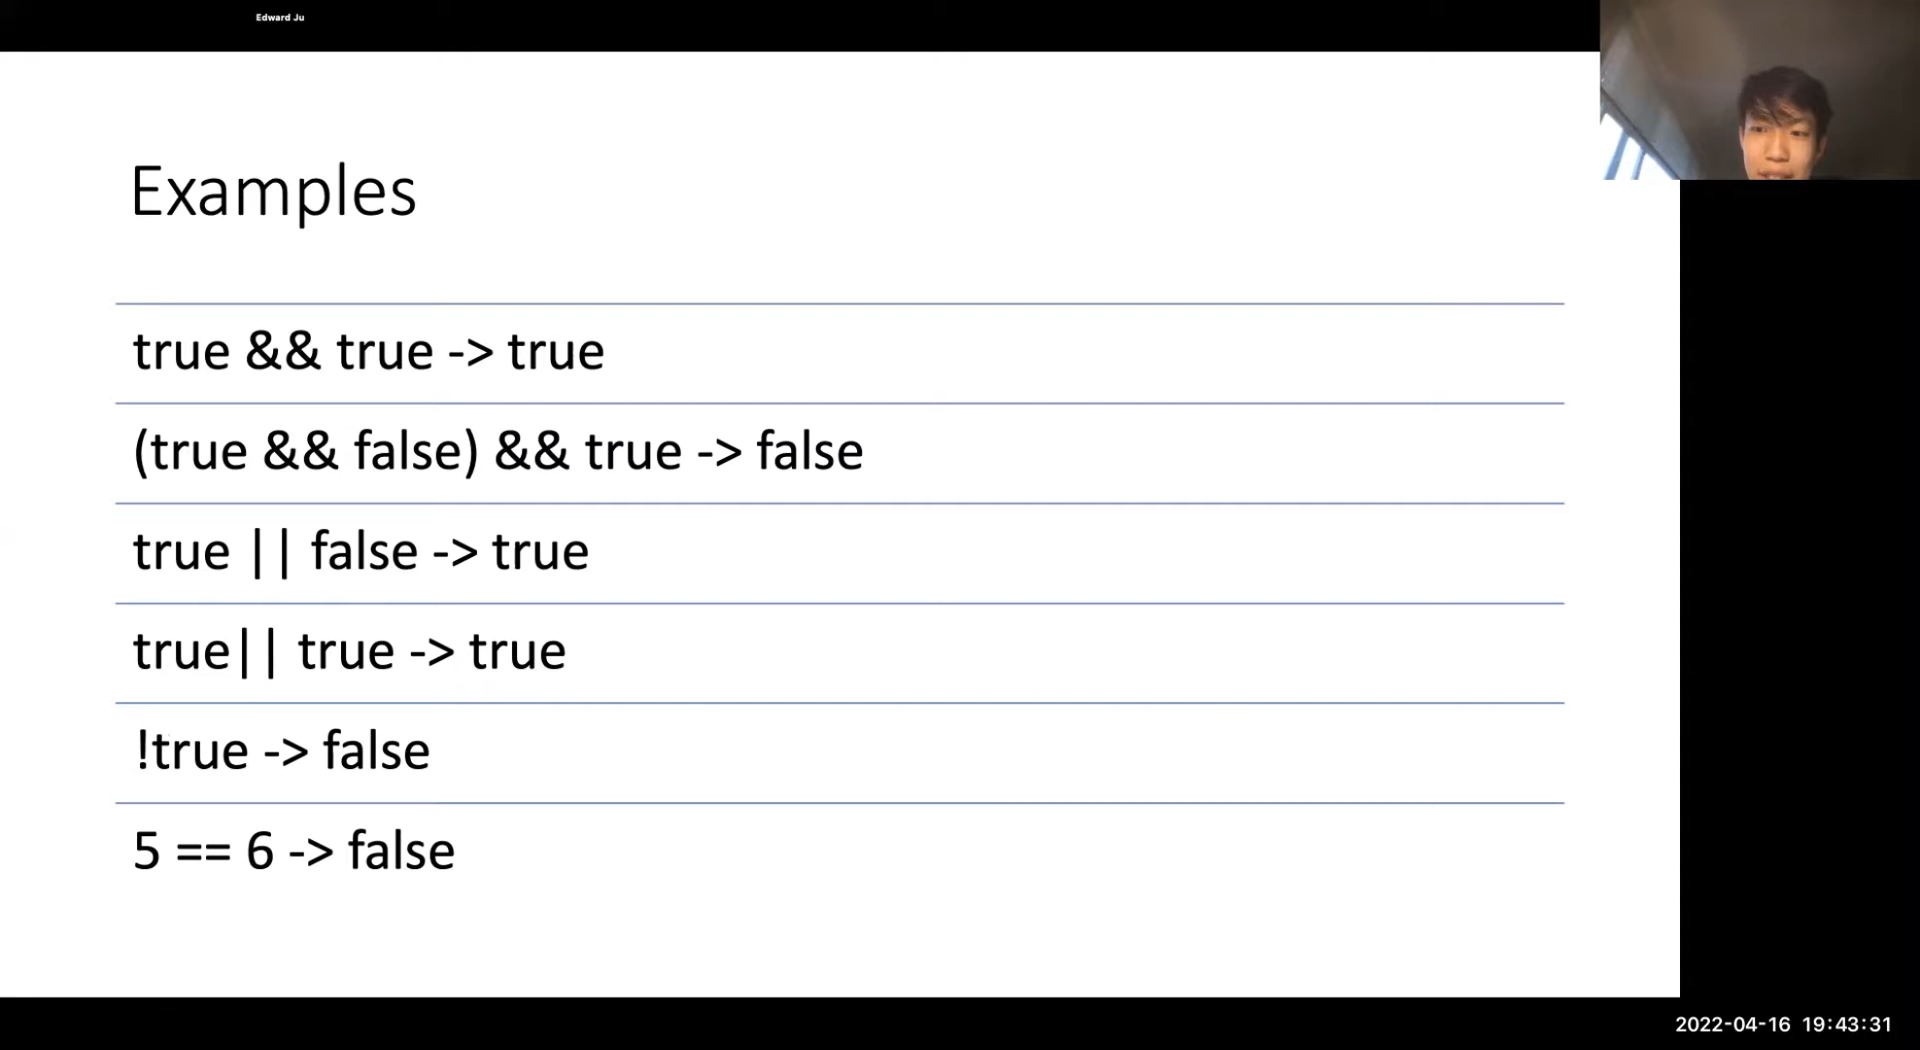 Edward Ju
Examples
true && true -> true
(true && false) && true -> false
true || false -> true
true|| true -> true
!true -> false
5 == 6 -> false
2022-04-16 19:43:31